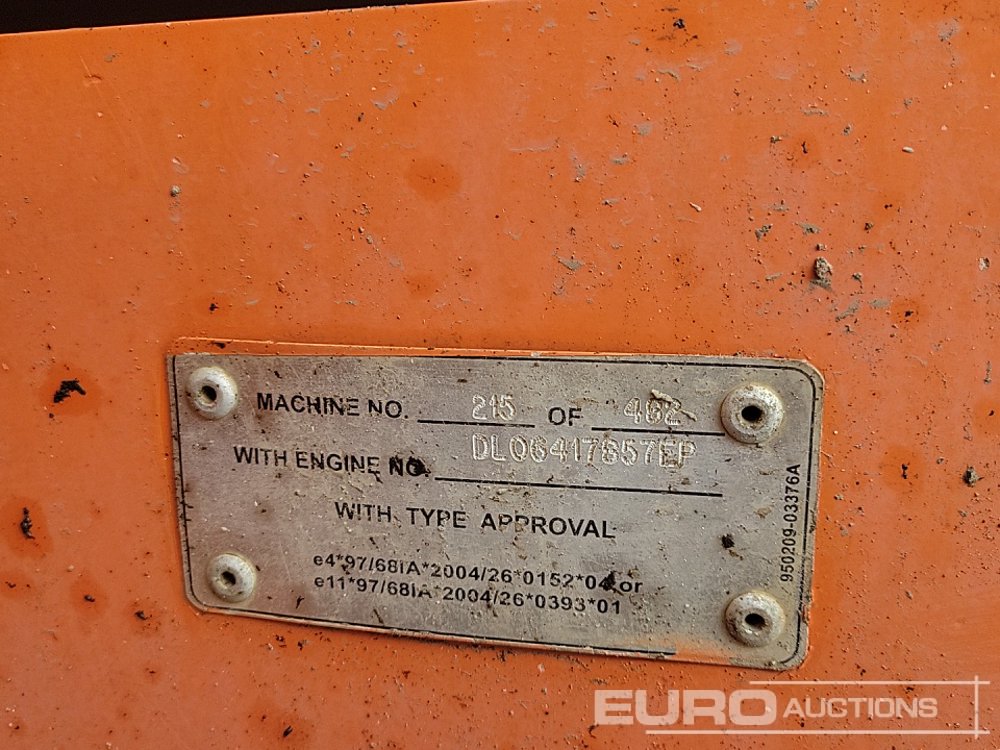 MACHINE NO. 215 OF 462
WITH ENGINE NO. DL06417857EP
WITH TYPE APPROVAL
e4*97/68IA*2004/26*0152*04 or
e11*97/68IA*2004/26*0393*01
950209-03376A
EURO AUCTIONS